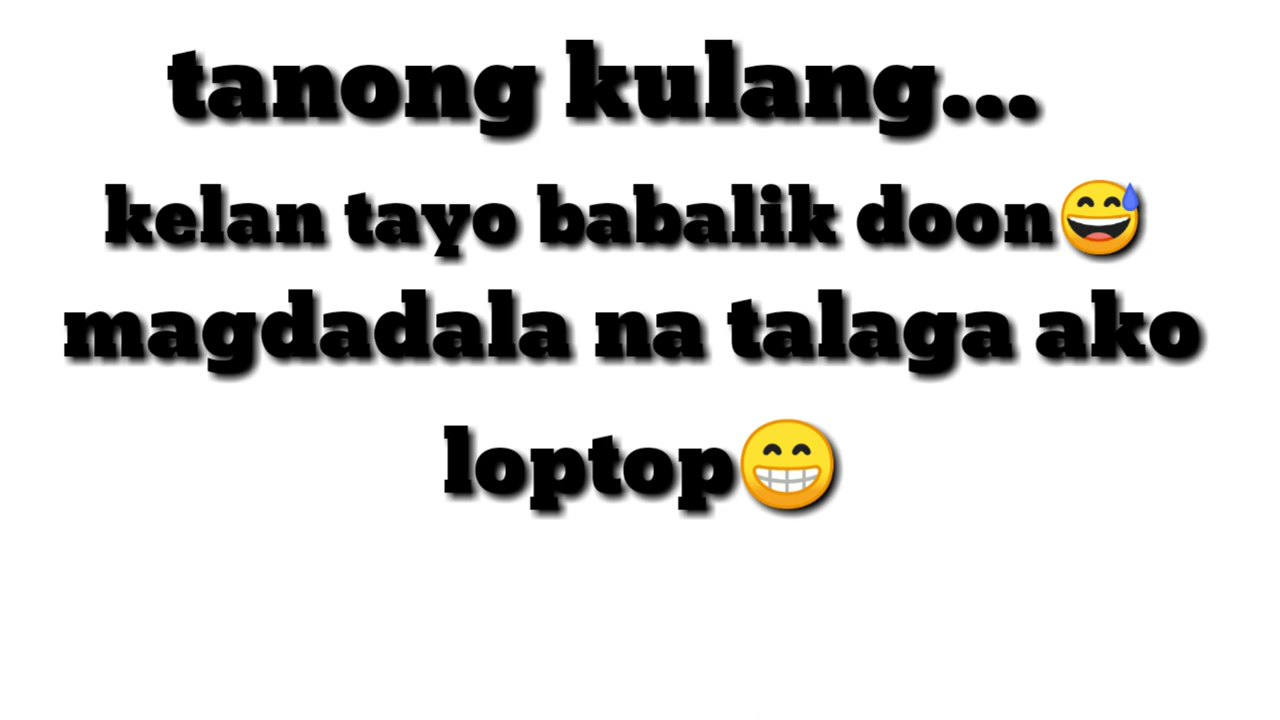 tanong kulang...
kelan tayo babalik doon😅
magdadala na talaga ako
loptop😁